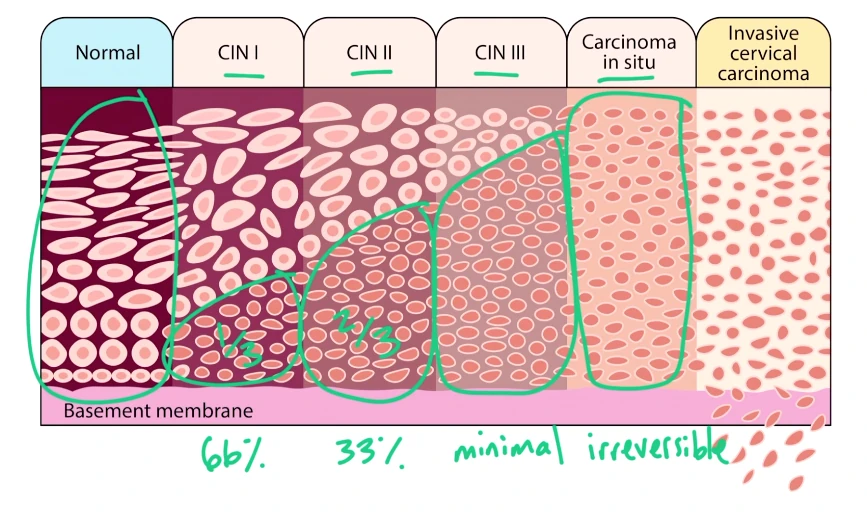 Normal
CIN I
CIN II
CIN III
Carcinoma
in situ
Invasive
cervical
carcinoma
1/3
2/3
Basement membrane
66%
33%
minimal
irreversible